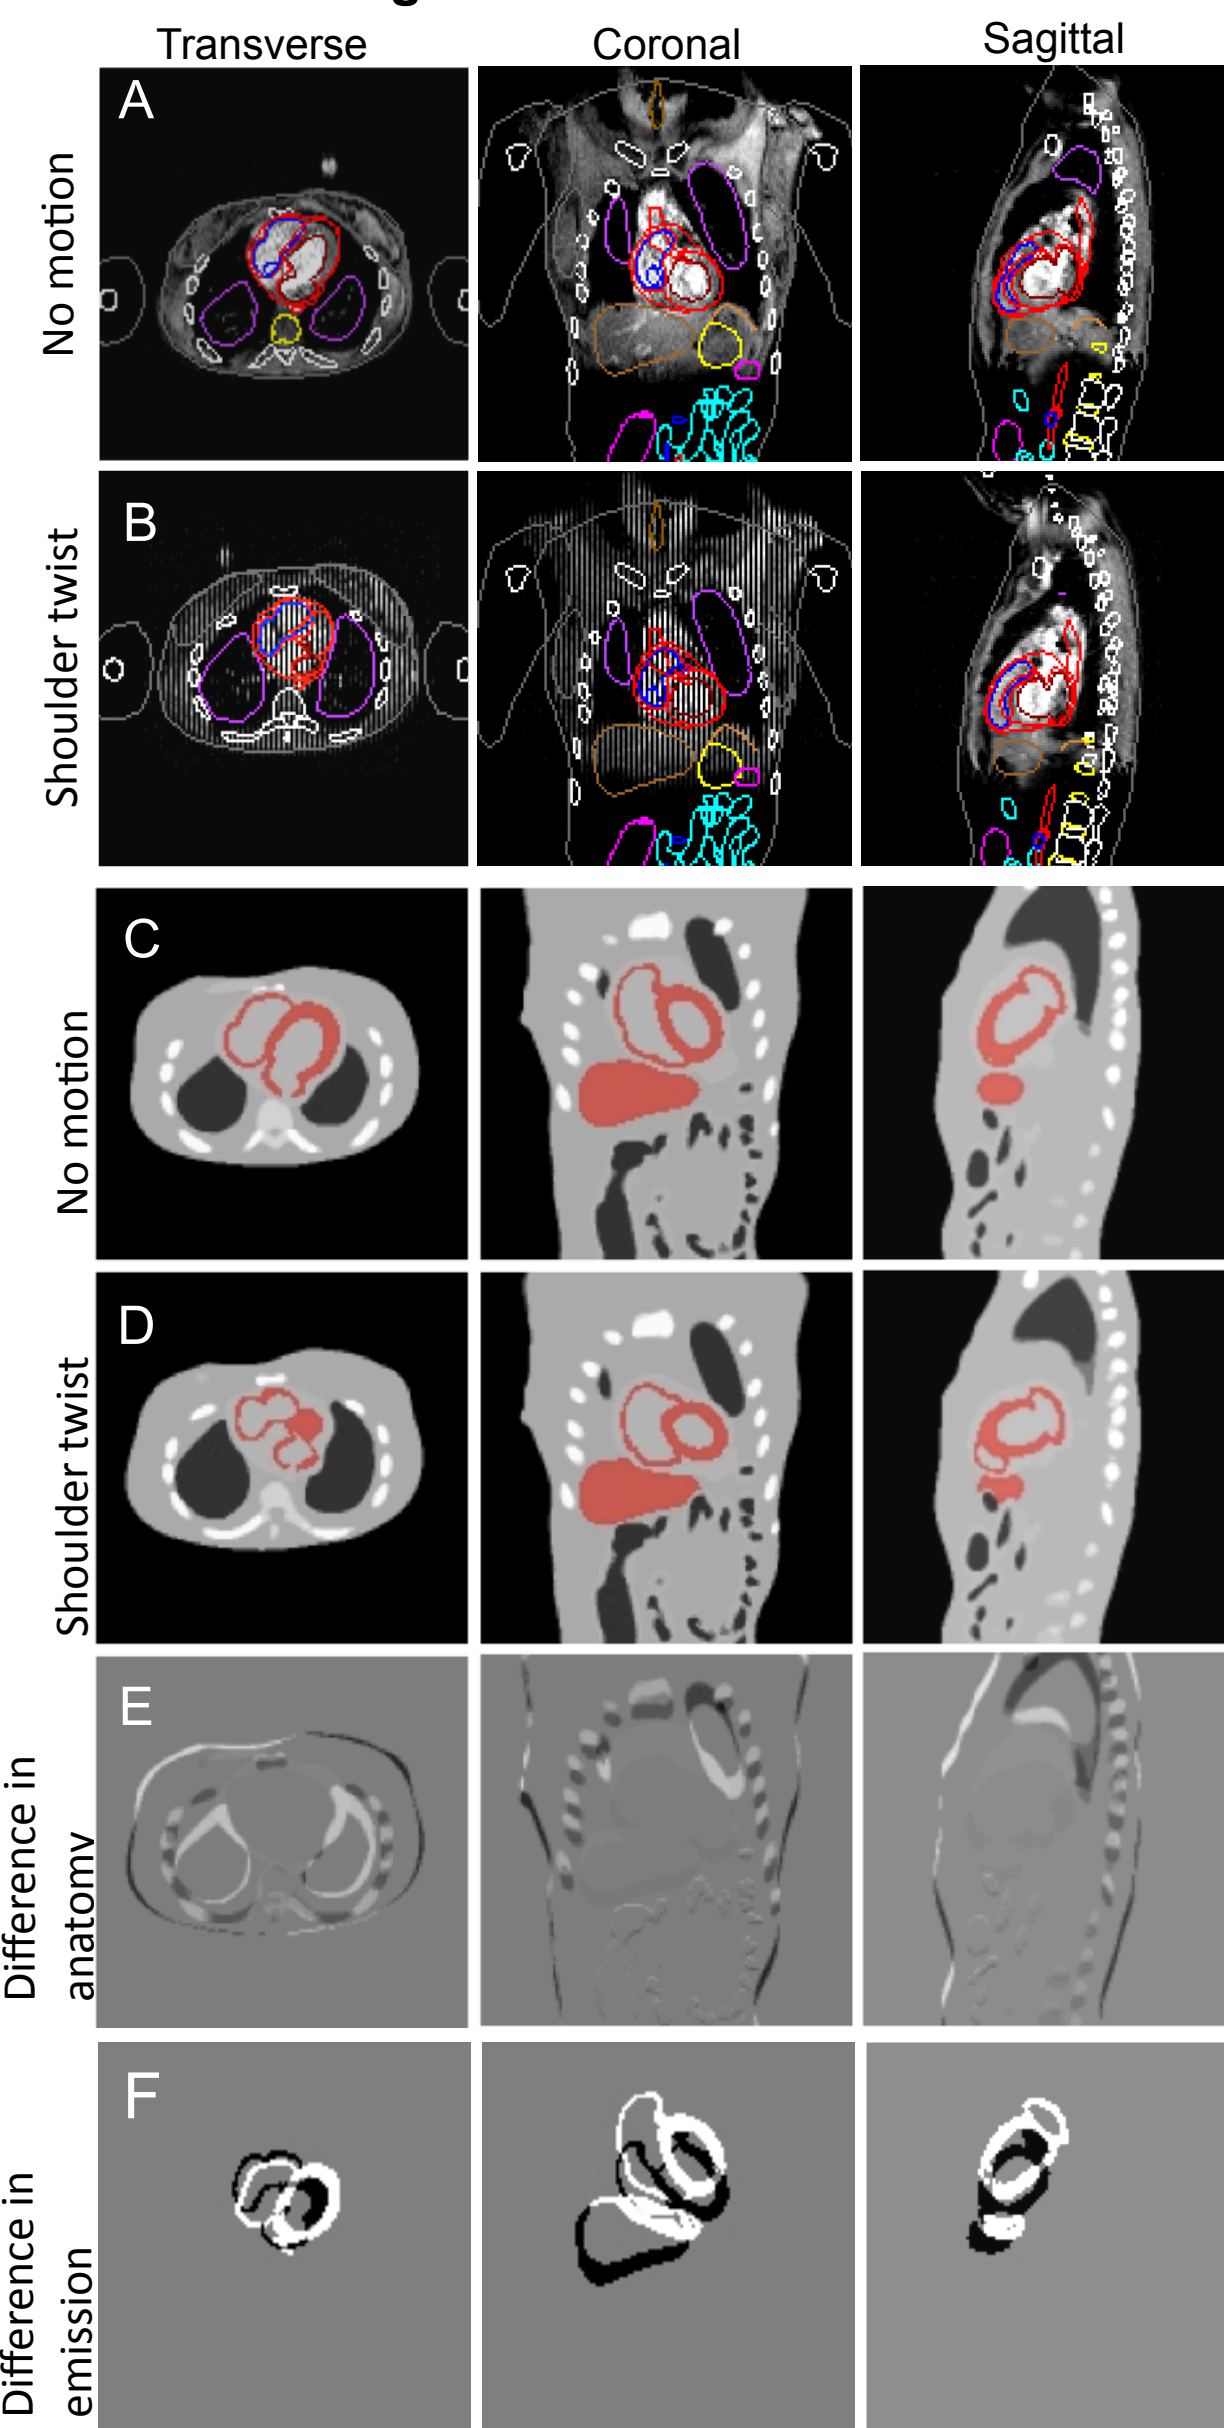 Transverse
Coronal
Sagittal
A
No motion
B
Shoulder twist
C
No motion
D
Shoulder twist
E
Difference in
anatomy
F
Difference in
emission